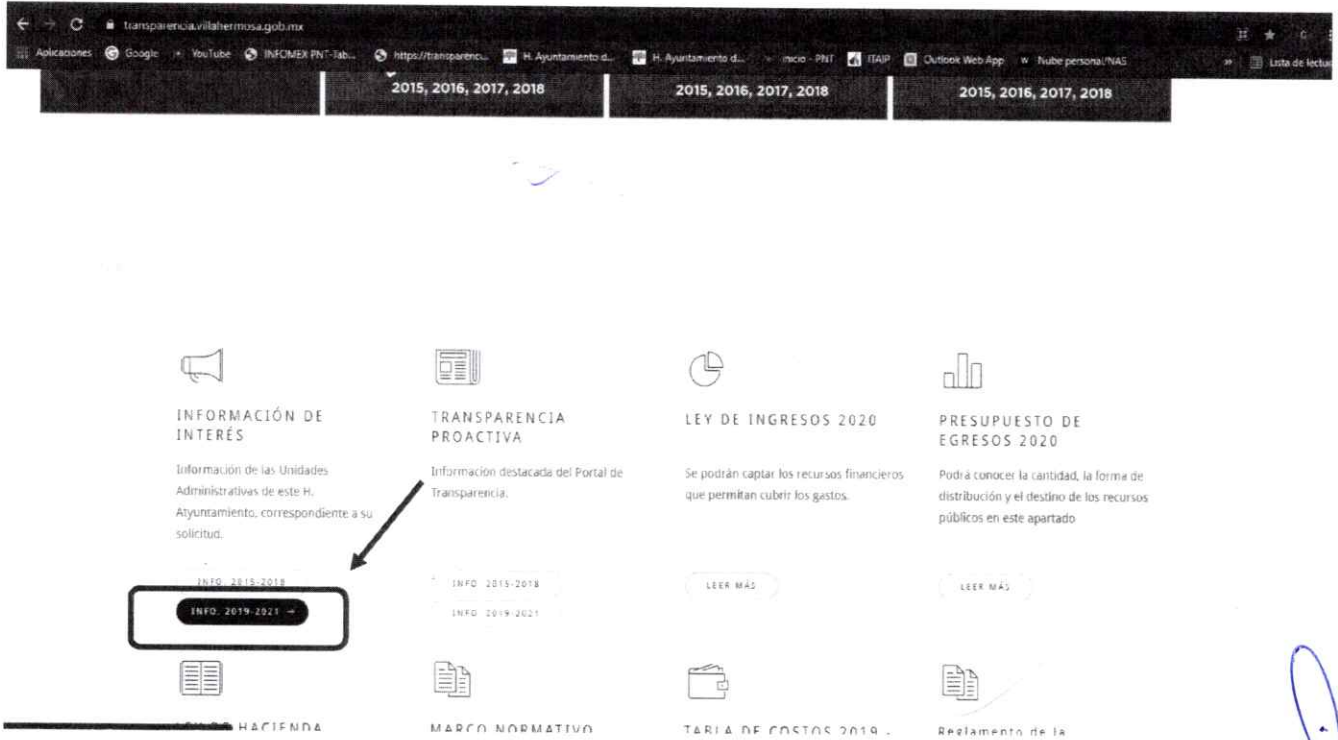 transparencia.villahermosa.gob.mx
Aplicaciones Google YouTube INFOMEX PNT-Tab... https://transparenci... H. Ayuntamiento d... H. Ayuntamiento d... Inicio - PNT ITAIP Outlook Web App Nube personal/NAS » Lista de lectu
2015, 2016, 2017, 2018 2015, 2016, 2017, 2018 2015, 2016, 2017, 2018
INFORMACIÓN DE
INTERÉS
Información de las Unidades
Administrativas de este H.
Atyuntamiento, correspondiente a su
solicitud.
INFO. 2015-2018
INFO. 2019-2021 →
TRANSPARENCIA
PROACTIVA
Información destacada del Portal de
Transparencia.
INFO. 2015-2018
INFO. 2019-2021
LEY DE INGRESOS 2020
Se podrán captar los recursos financieros
que permitan cubrir los gastos.
LEER MÁS
PRESUPUESTO DE
EGRESOS 2020
Podrá conocer la cantidad, la forma de
distribución y el destino de los recursos
públicos en este apartado
LEER MÁS
HACIENDA
MARCO NORMATIVO
TABLA DE COSTOS 2019 -
Reglamento de la